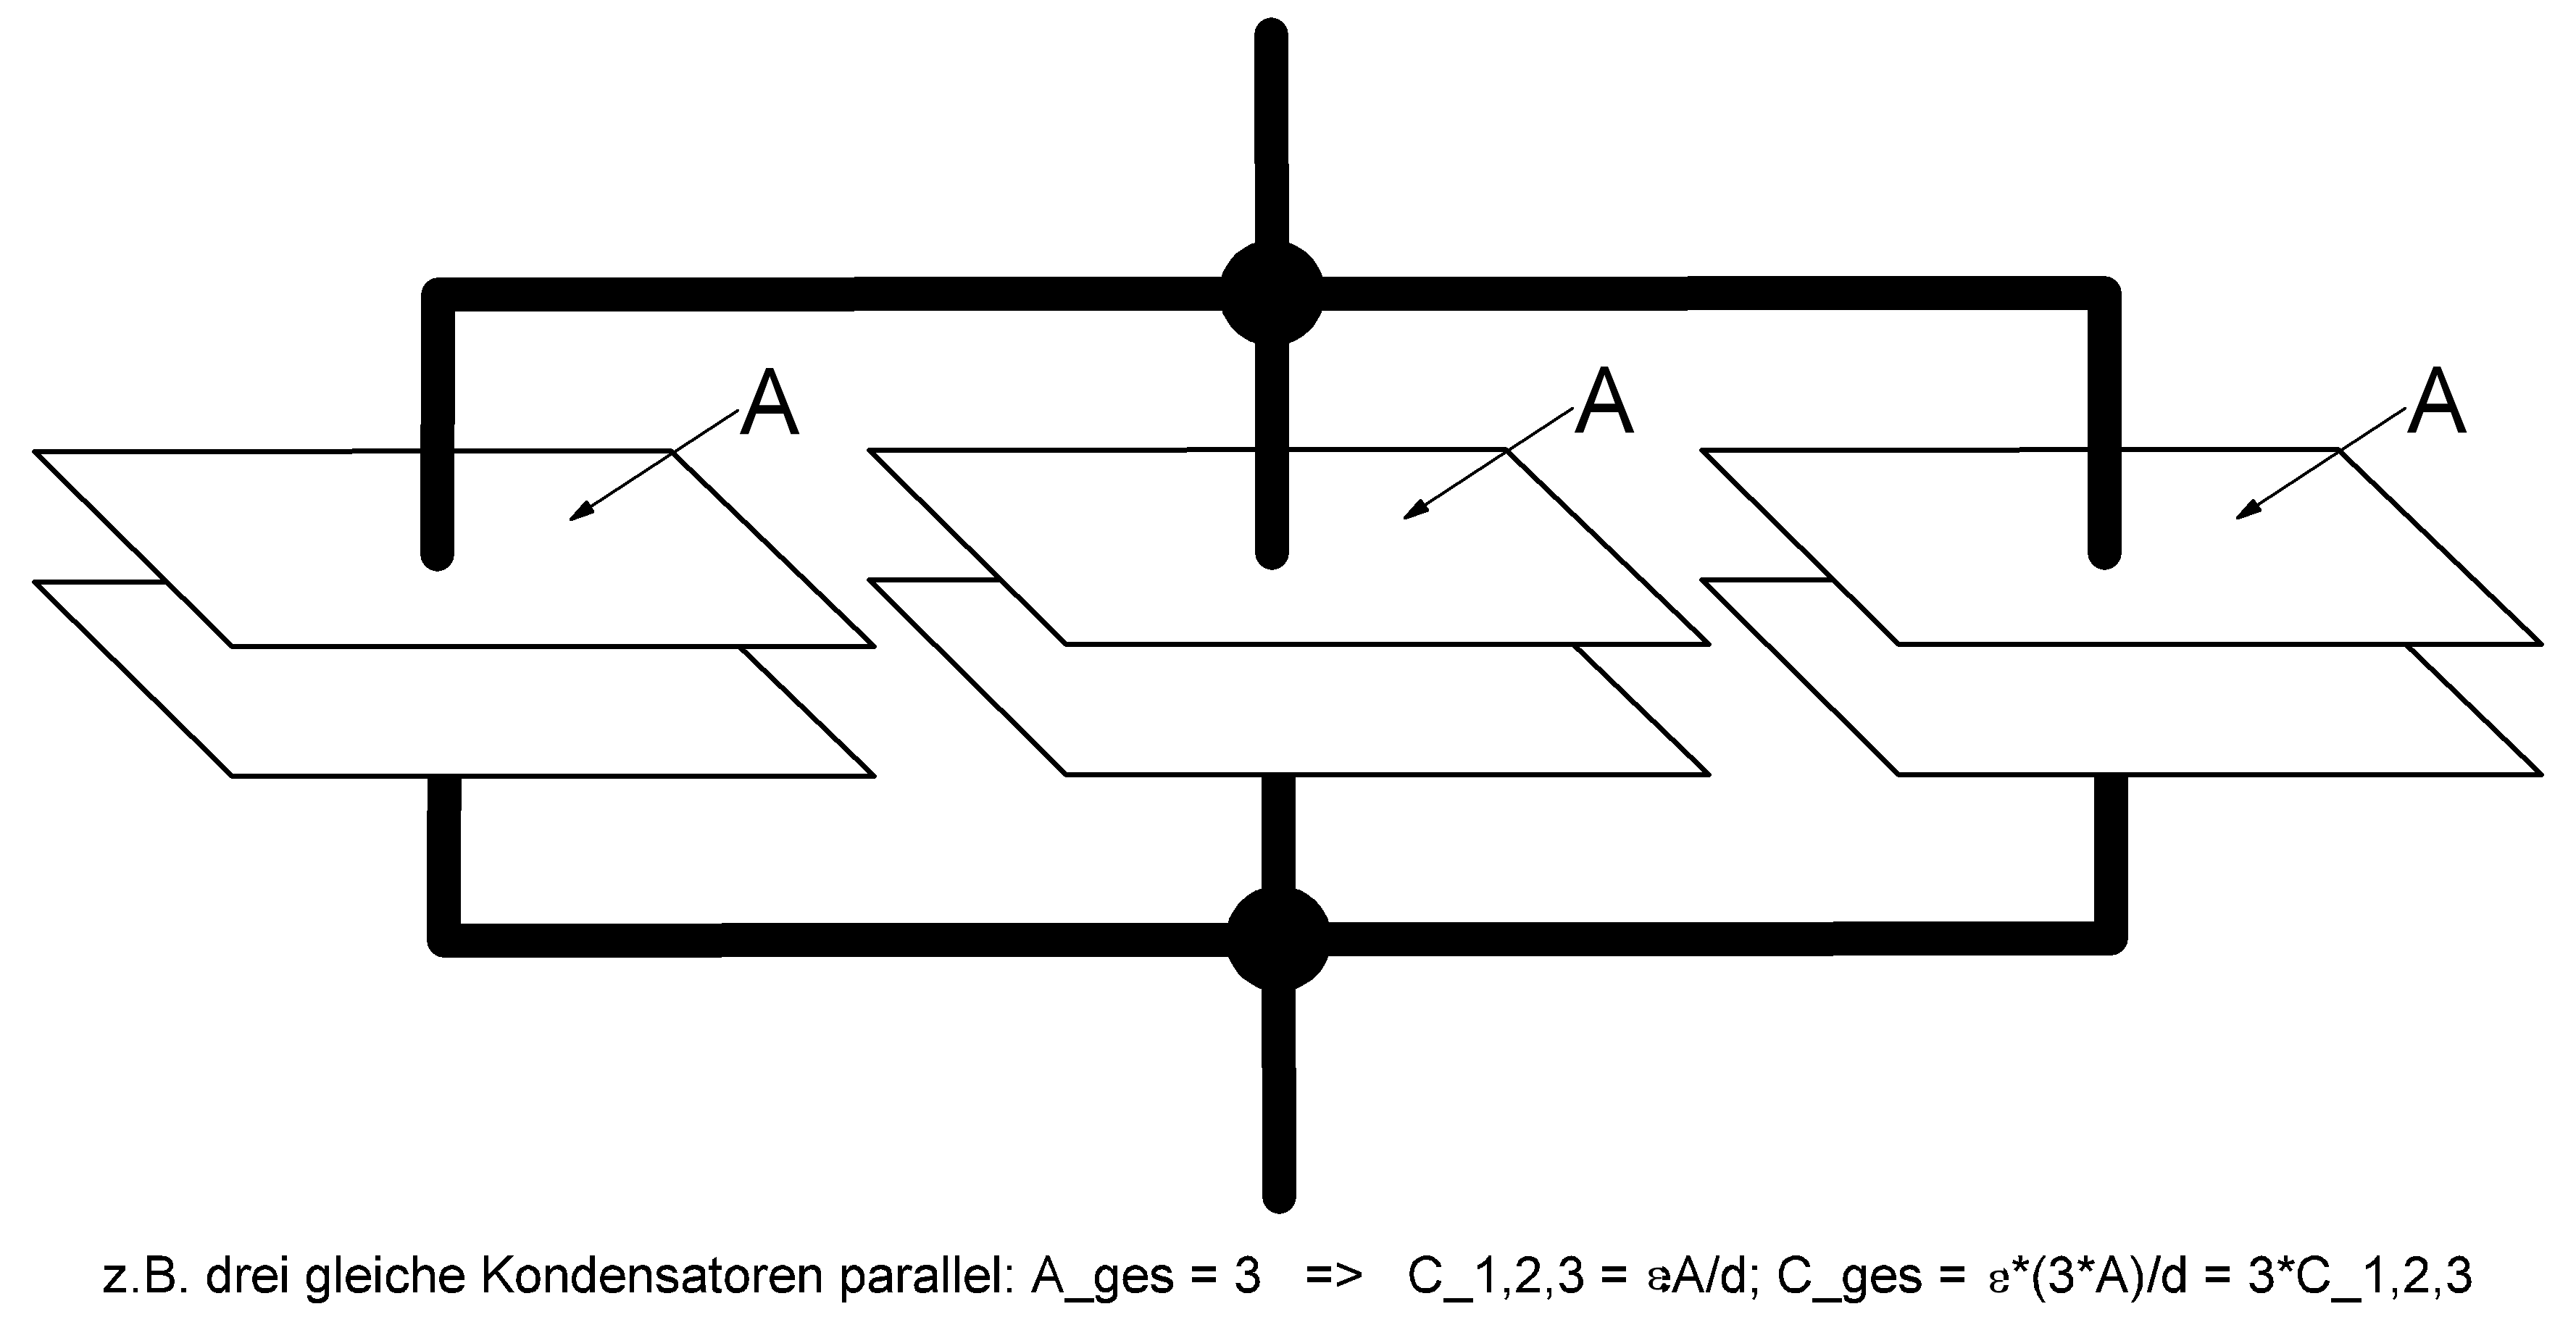 A A A
z.B. drei gleiche Kondensatoren parallel: A_ges = 3 => C_1,2,3 = εA/d; C_ges = ε*(3*A)/d = 3*C_1,2,3